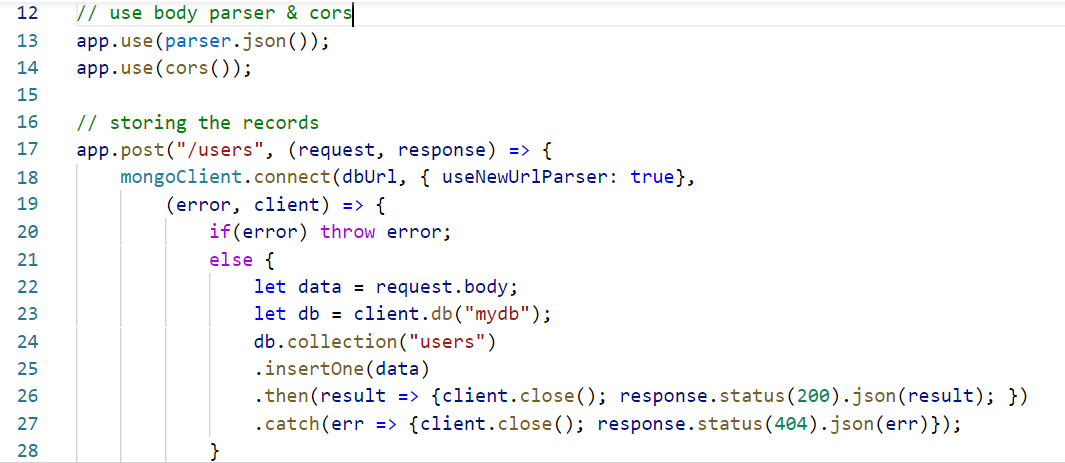 12 // use body parser & cors
13 app.use(parser.json());
14 app.use(cors());
15
16 // storing the records
17 app.post("/users", (request, response) => {
18     mongoClient.connect(dbUrl, { useNewUrlParser: true},
19         (error, client) => {
20             if(error) throw error;
21             else {
22                 let data = request.body;
23                 let db = client.db("mydb");
24                 db.collection("users")
25                 .insertOne(data)
26                 .then(result => {client.close(); response.status(200).json(result); })
27                 .catch(err => {client.close(); response.status(404).json(err)});
28             }